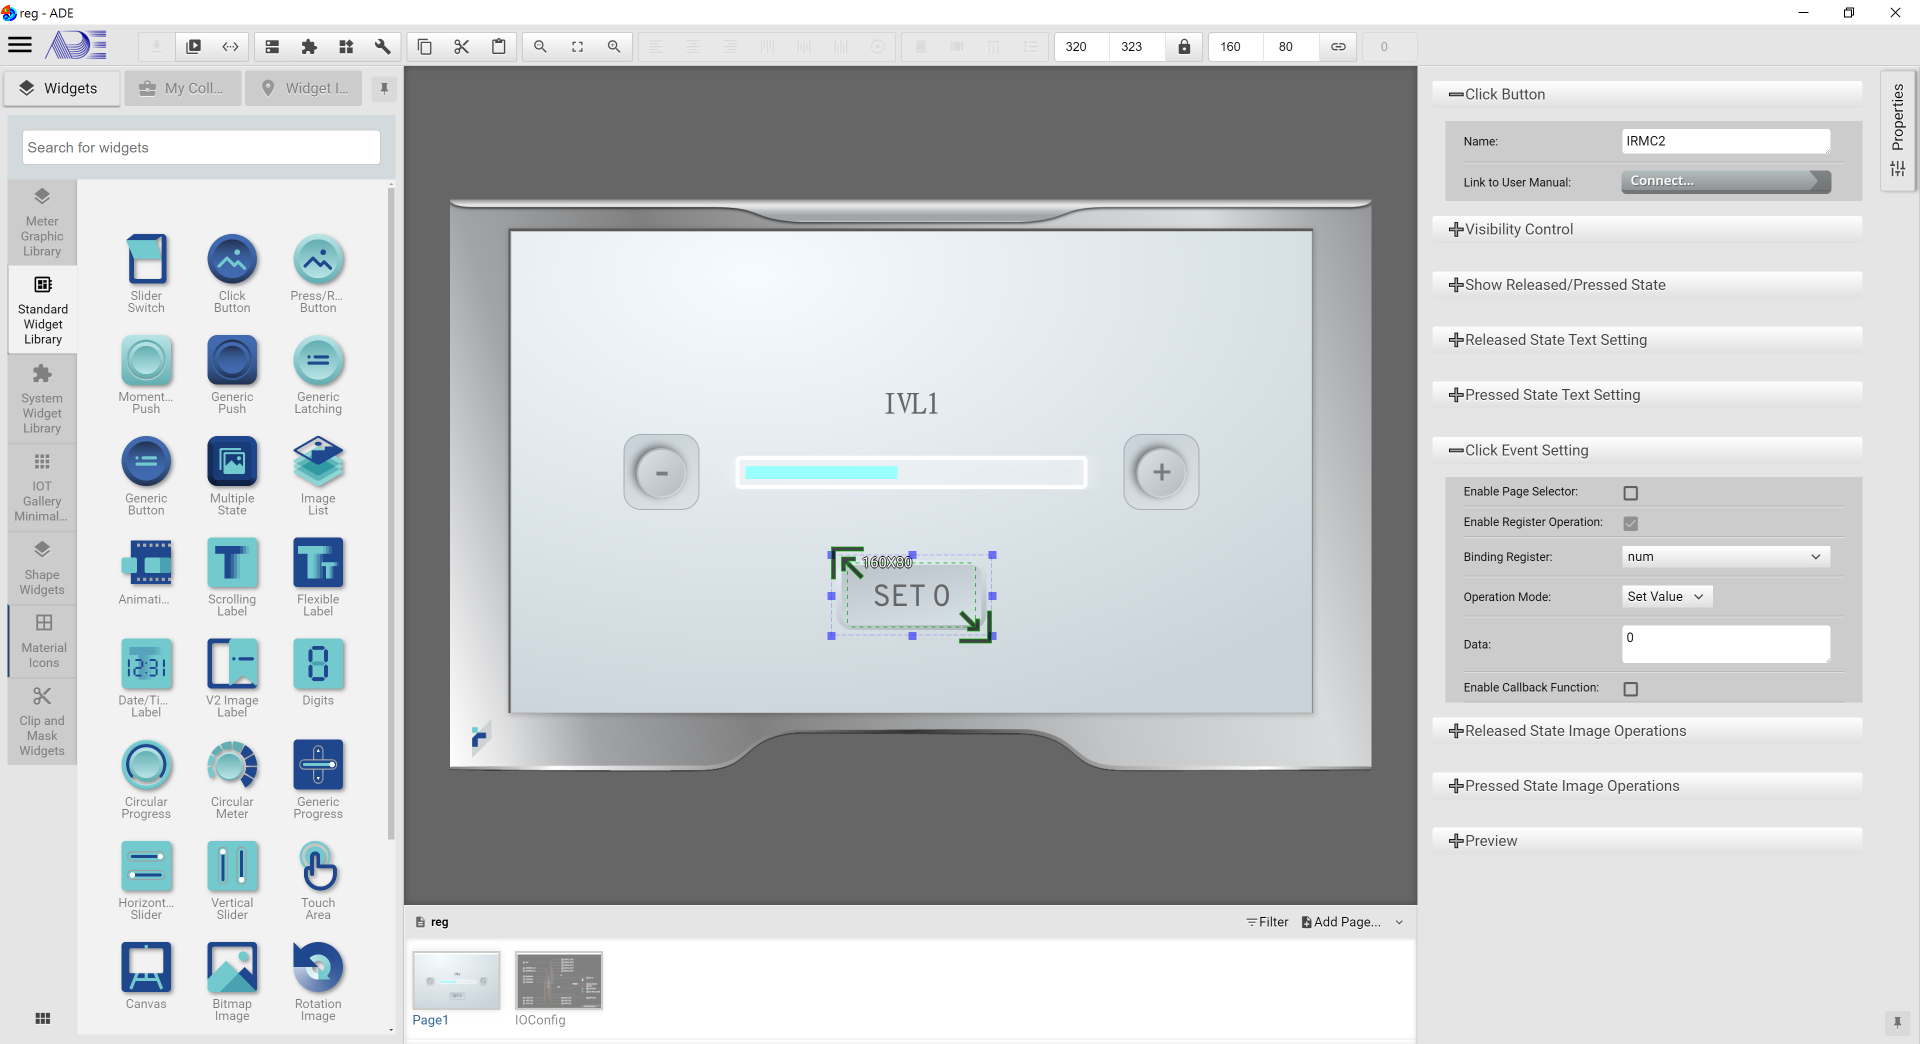 reg - ADE
ADE
320
323
160
80
0
Widgets
My Coll...
Widget I...
Search for widgets
Meter
Graphic
Library
Standard
Widget
Library
System
Widget
Library
IOT
Gallery
Minimal...
Shape
Widgets
Material
Icons
Clip and
Mask
Widgets
Slider
Switch
Click
Button
Press/R...
Button
Moment...
Push
Generic
Push
Generic
Latching
Generic
Button
Multiple
State
Image
List
Animati...
Scrolling
Label
Flexible
Label
12:31
Date/Ti...
Label
V2 Image
Label
Digits
Circular
Progress
Circular
Meter
Generic
Progress
Horizont...
Slider
Vertical
Slider
Touch
Area
Canvas
Bitmap
Image
Rotation
Image
IVL1
-
+
160X80
SET 0
reg
Filter
Add Page...
Page1
IOConfig
Click Button
Name:
IRMC2
Link to User Manual:
Connect...
Visibility Control
Show Released/Pressed State
Released State Text Setting
Pressed State Text Setting
Click Event Setting
Enable Page Selector:
Enable Register Operation:
Binding Register:
num
Operation Mode:
Set Value
Data:
0
Enable Callback Function:
Released State Image Operations
Pressed State Image Operations
Preview
Properties